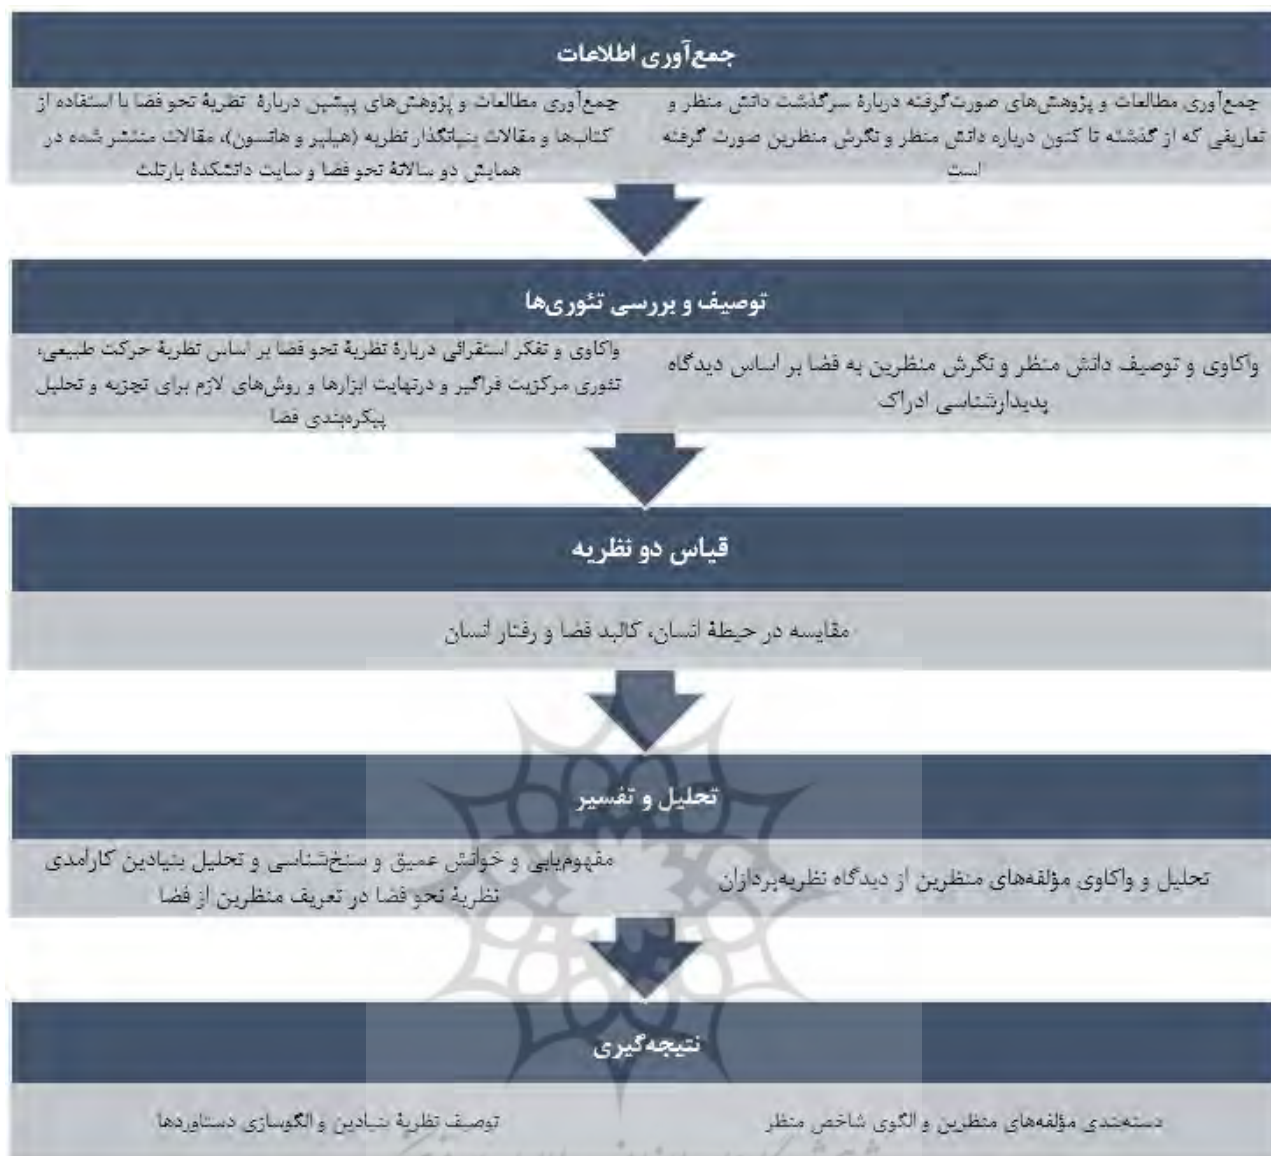 جمع‌آوری اطلاعات
جمع‌آوری مطالعات و پژوهش‌های صورت‌گرفته دربارهٔ سرگذشت دانش منظر و
تعاریفی که از گذشته تا کنون درباره دانش منظر و نگرش منظرین صورت گرفته
است
جمع‌آوری مطالعات و پژوهش‌های پیشین دربارهٔ نظریهٔ نحو فضا با استفاده از
کتاب‌ها و مقالات بنیانگذار نظریه (هیلیر و هانسون)، مقالات منتشر شده در
همایش دو سالانهٔ نحو فضا و سایت دانشکدهٔ بارتلت
توصیف و بررسی تئوری‌ها
واکاوی و توصیف دانش منظر و نگرش منظرین به فضا بر اساس دیدگاه
پدیدارشناسی ادراک
واکاوی و تفکر استقرائی دربارهٔ نظریهٔ نحو فضا بر اساس نظریهٔ حرکت طبیعی،
تئوری مرکزیت فراگیر و درنهایت ابزارها و روش‌های لازم برای تجزیه و تحلیل
پیکره‌بندی فضا
قیاس دو نظریه
مقایسه در حیطهٔ انسان، کالبد فضا و رفتار انسان
تحلیل و تفسیر
تحلیل و واکاوی مؤلفه‌های منظرین از دیدگاه نظریه‌پردازان
مفهوم‌یابی و خوانش عمیق و سنخ‌شناسی و تحلیل بنیادین کارامدی
نظریهٔ نحو فضا در تعریف منظرین از فضا
نتیجه‌گیری
دسته‌بندی مؤلفه‌های منظرین و الگوی شاخص منظر
توصیف نظریهٔ بنیادین و الگوسازی دستاوردها